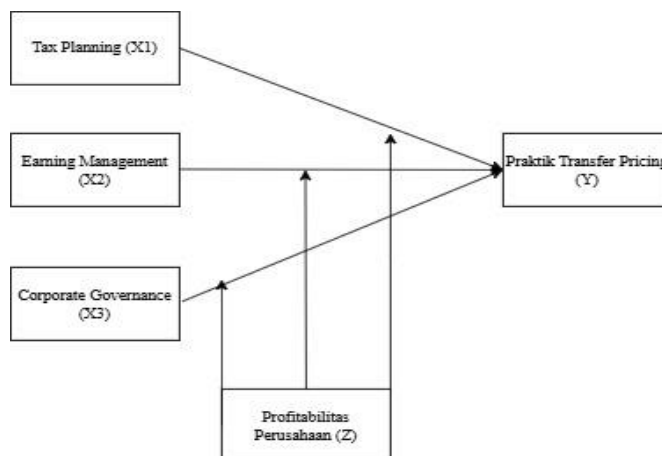 Tax Planning (X1)
Earning Management
(X2)
Praktik Transfer Pricing
(Y)
Corporate Governance
(X3)
Profitabilitas
Perusahaan (Z)